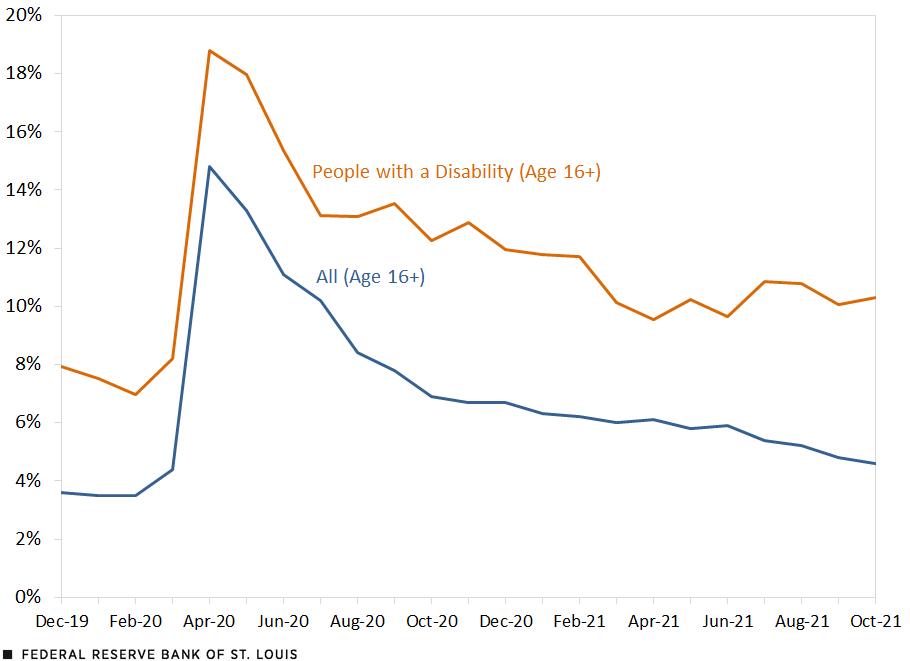 20%
18%
16%
People with a Disability (Age 16+)
14%
12%
All (Age 16+)
10%
8%
6%
4%
2%
0%
Dec-19 Feb-20 Apr-20 Jun-20 Aug-20 Oct-20 Dec-20 Feb-21 Apr-21 Jun-21 Aug-21 Oct-21
FEDERAL RESERVE BANK OF ST. LOUIS